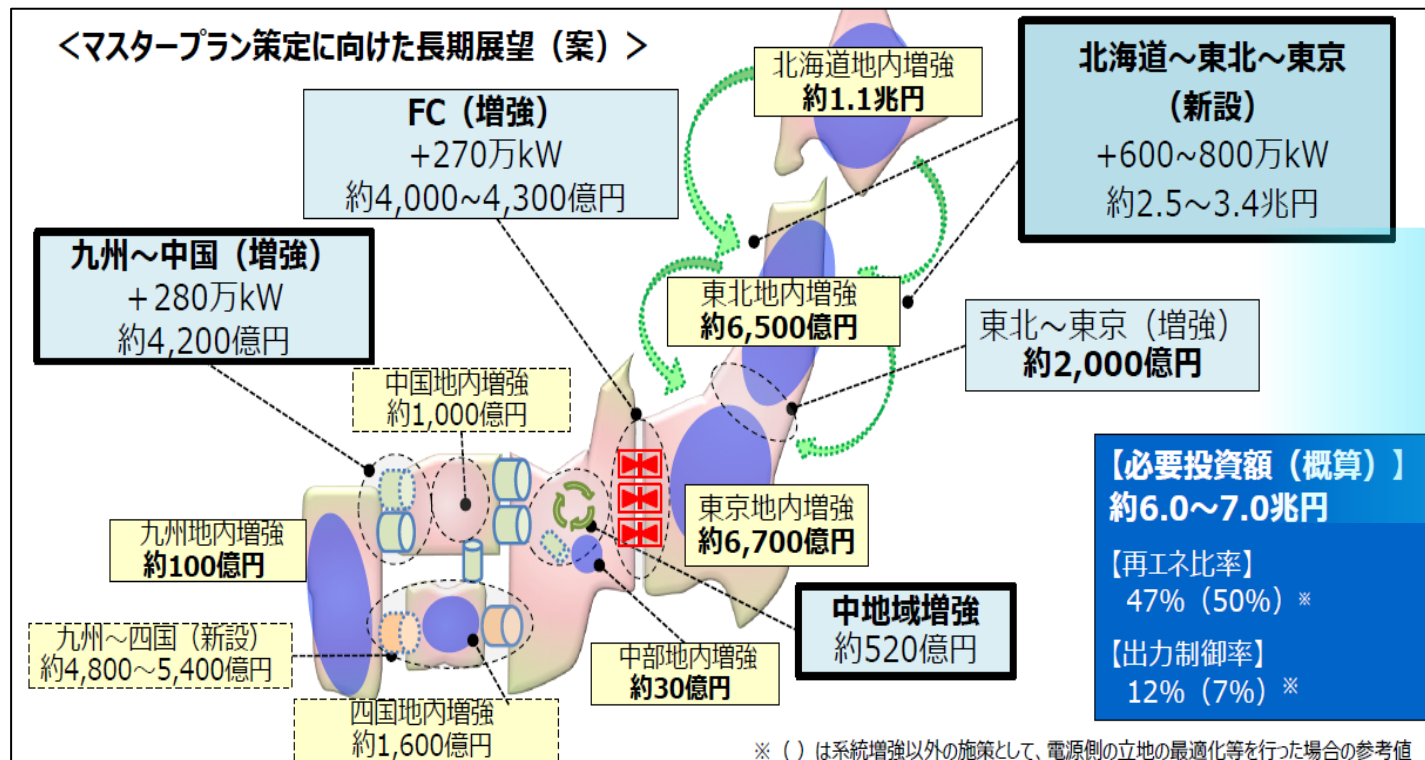 ＜マスタープラン策定に向けた長期展望（案）＞
北海道地内増強
約1.1兆円
北海道～東北～東京
（新設）
+600~800万kW
約2.5～3.4兆円
FC（増強）
+270万kW
約4,000~4,300億円
九州～中国（増強）
＋280万kW
約4,200億円
東北地内増強
約6,500億円
東北～東京（増強）
約2,000億円
中国地内増強
約1,000億円
【必要投資額（概算）】
約6.0～7.0兆円
【再エネ比率】
47%（50%）※
【出力制御率】
12%（7%）※
九州地内増強
約100億円
東京地内増強
約6,700億円
中地域増強
約520億円
九州～四国（新設）
約4,800～5,400億円
中部地内増強
約30億円
四国地内増強
約1,600億円
※（ ）は系統増強以外の施策として、電源側の立地の最適化等を行った場合の参考値